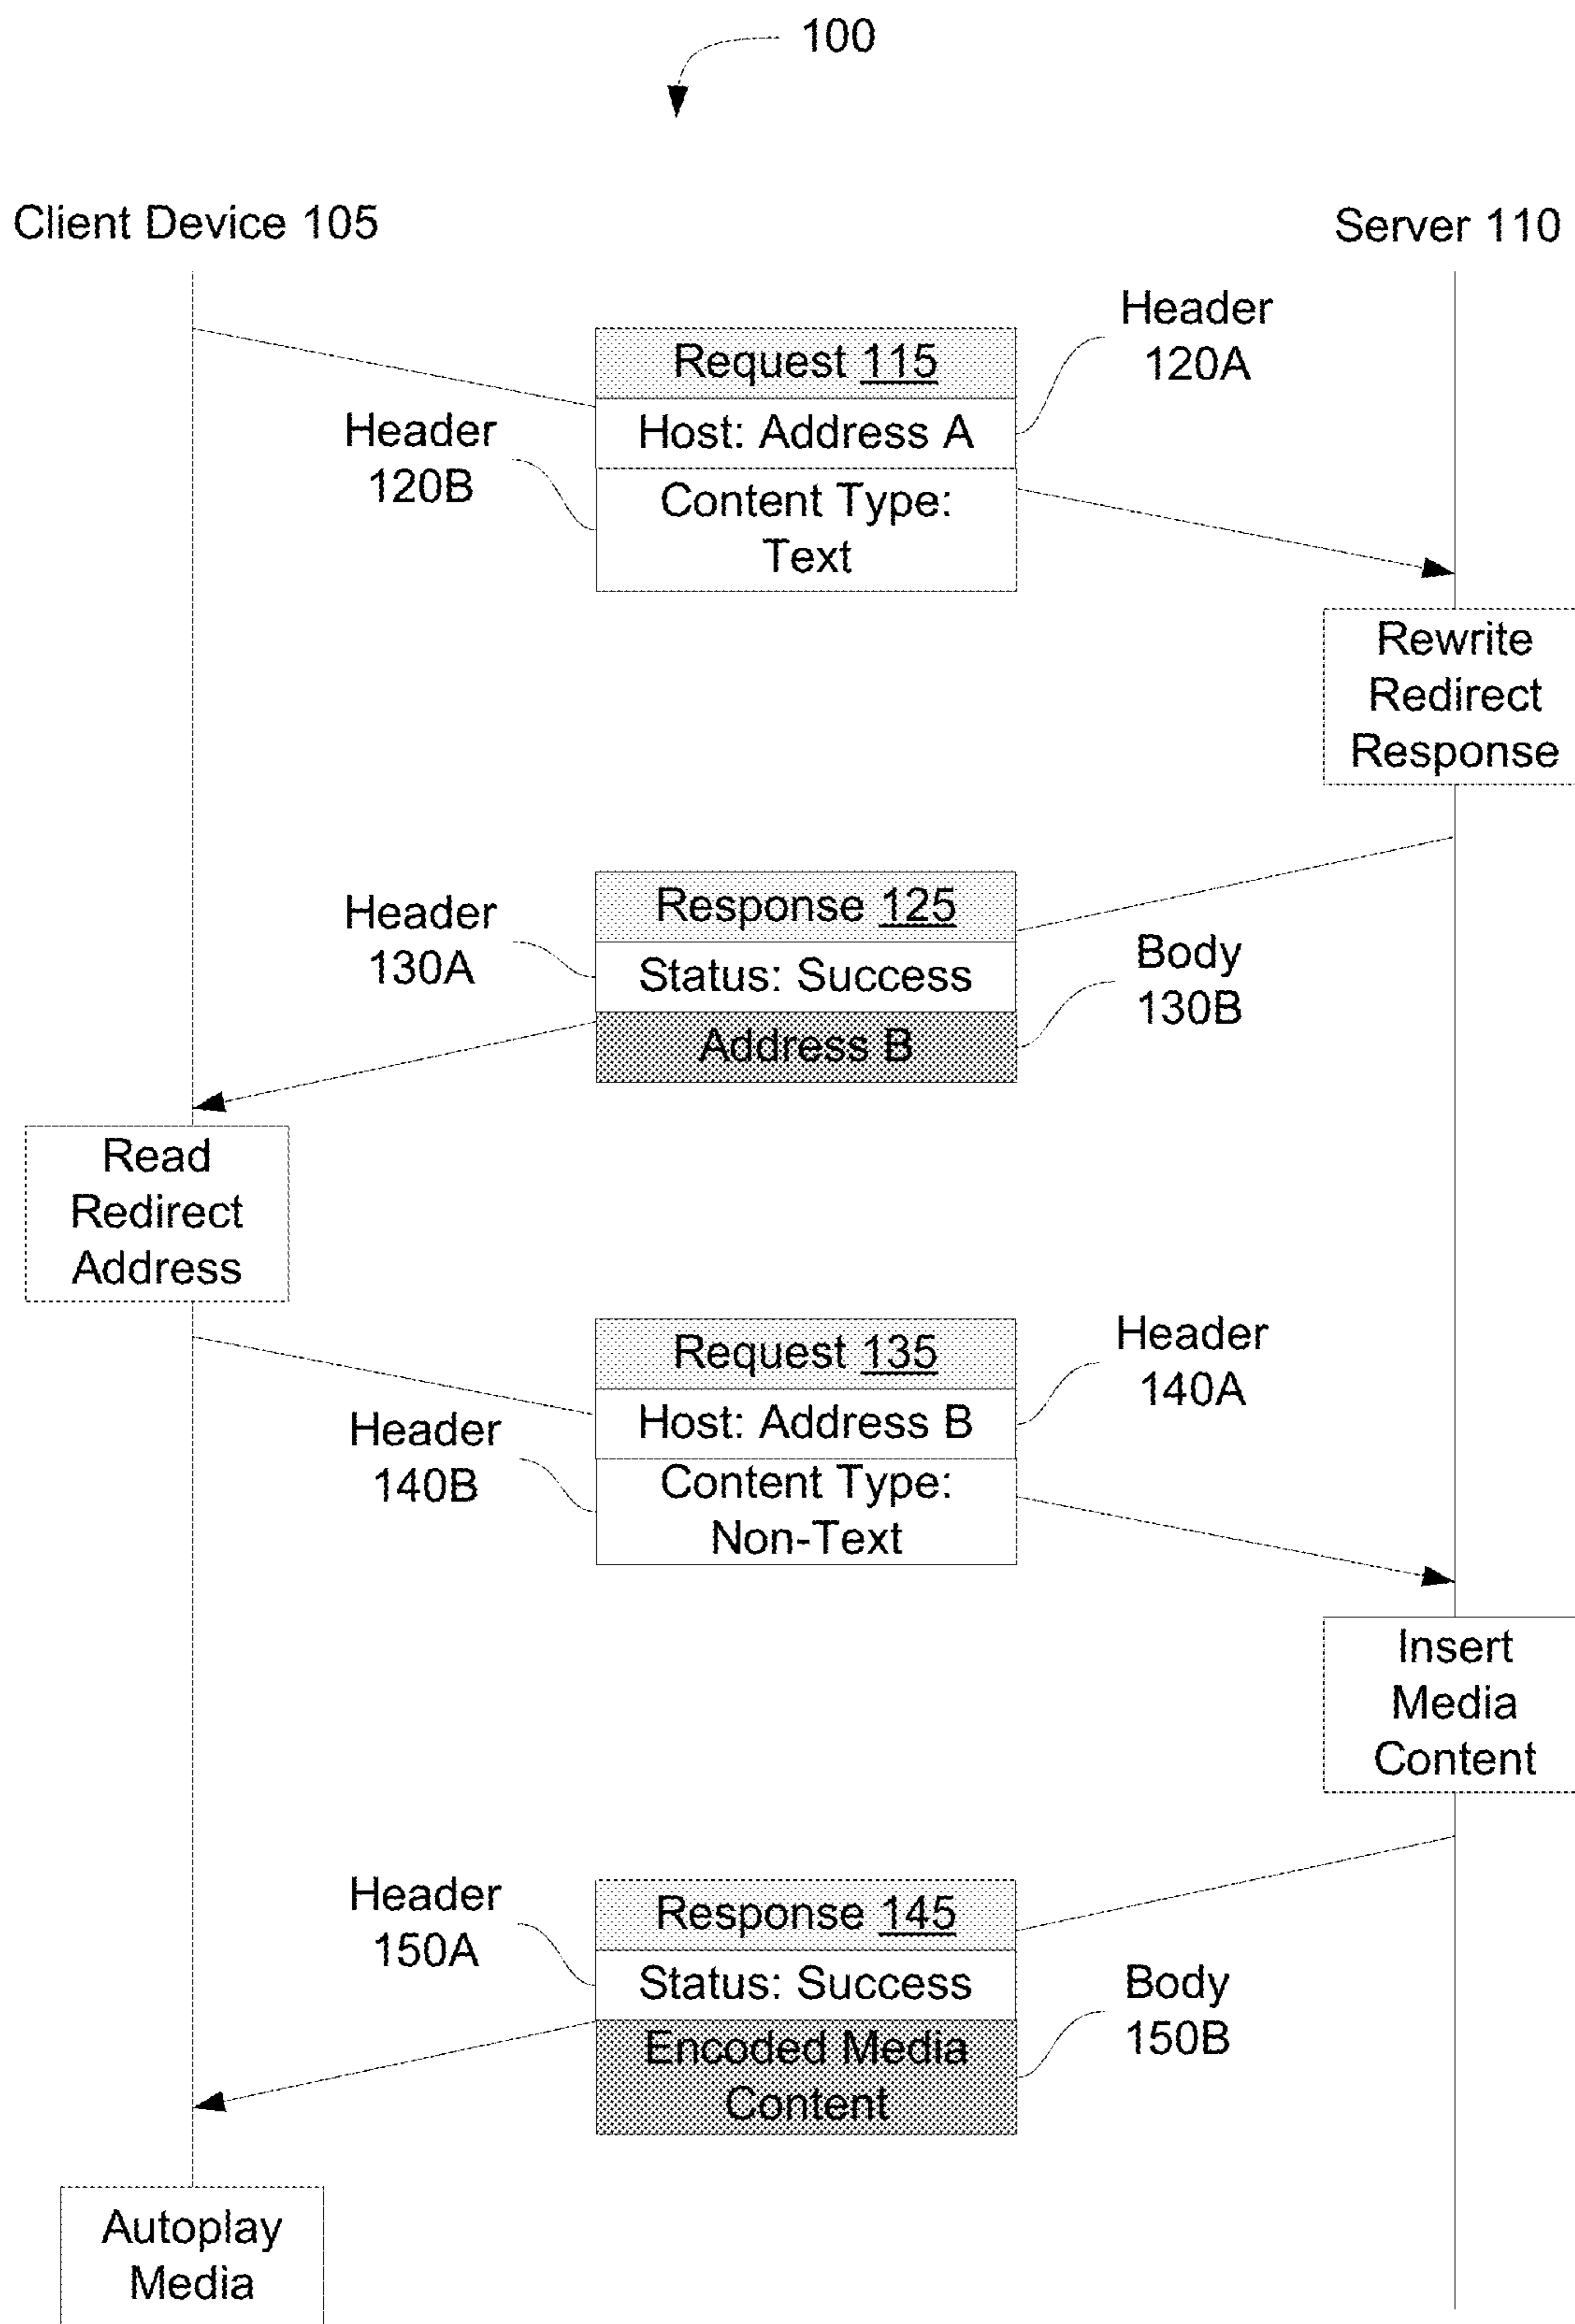 100
Client Device 105
Server 110
Header
120A
Request 115
Host: Address A
Header
120B
Content Type:
Text
Rewrite
Redirect
Response
Response 125
Header
130A
Status: Success
Body
130B
Address B
Read
Redirect
Address
Request 135
Header
140A
Host: Address B
Header
140B
Content Type:
Non-Text
Insert
Media
Content
Response 145
Header
150A
Status: Success
Body
150B
Encoded Media
Content
Autoplay
Media